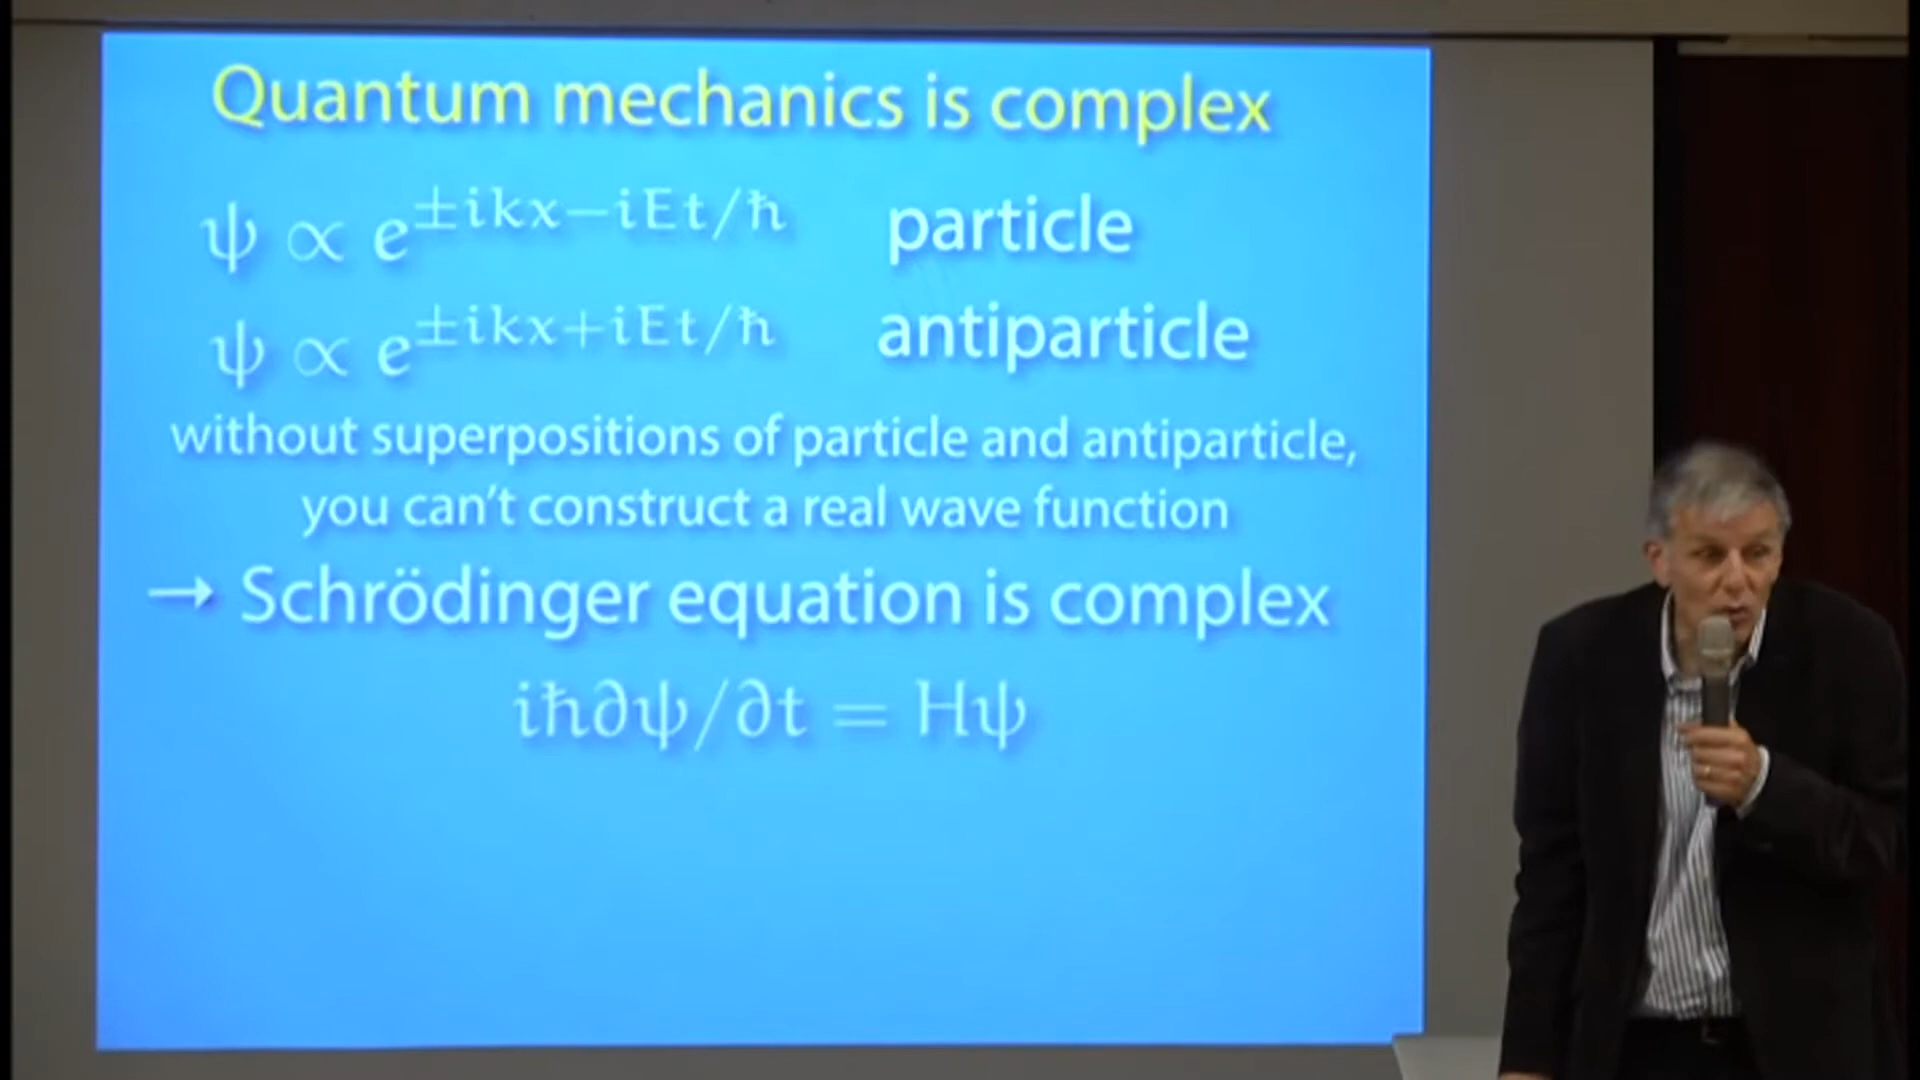 Quantum mechanics is complex
ψ ∝ e^{±ikx−iEt/ħ} particle
ψ ∝ e^{±ikx+iEt/ħ} antiparticle
without superpositions of particle and antiparticle,
you can't construct a real wave function
→ Schrödinger equation is complex
iħ∂ψ/∂t = Hψ